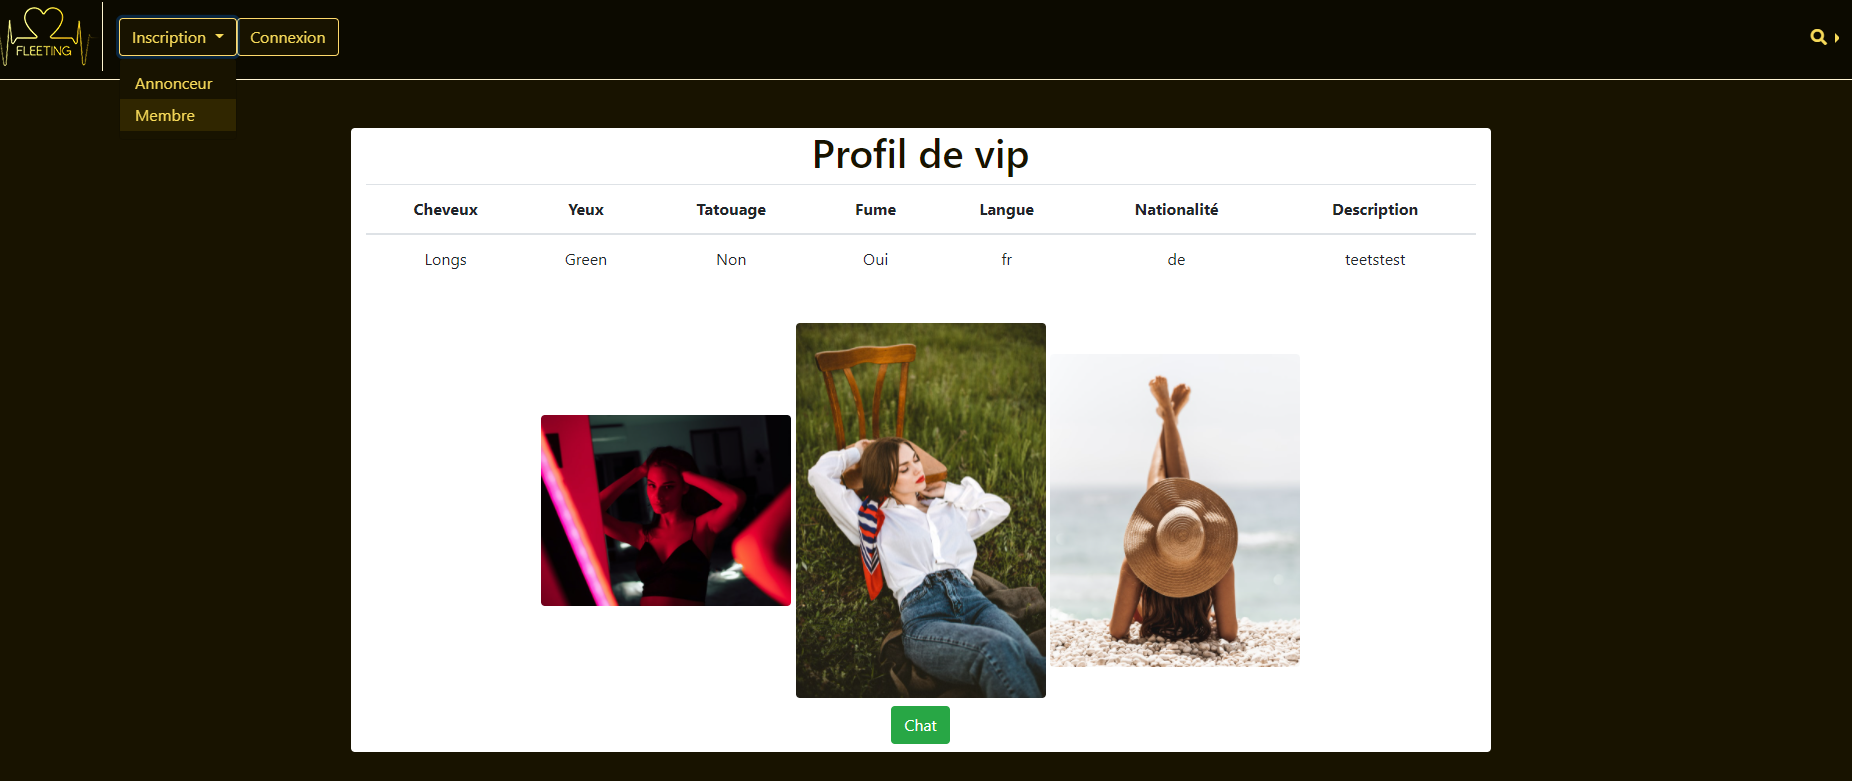 FLEETING
Inscription
Connexion
Annonceur
Membre
Profil de vip
Cheveux Yeux Tatouage Fume Langue Nationalité Description
Longs Green Non Oui fr de teetstest
Chat